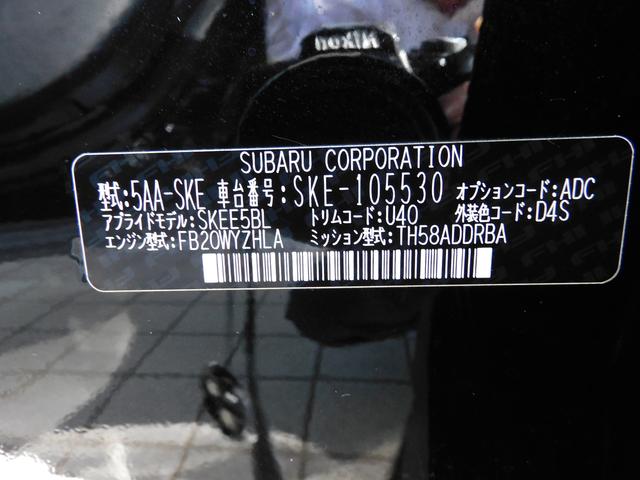 SUBARU CORPORATION
型式:5AA-SKE 車台番号:SKE-105530 オプションコード:ADC
アプライドモデル:SKEE5BL トリムコード:U40 外装色コード:D4S
エンジン型式:FB20WYZHLA ミッション型式:TH58ADDRBA